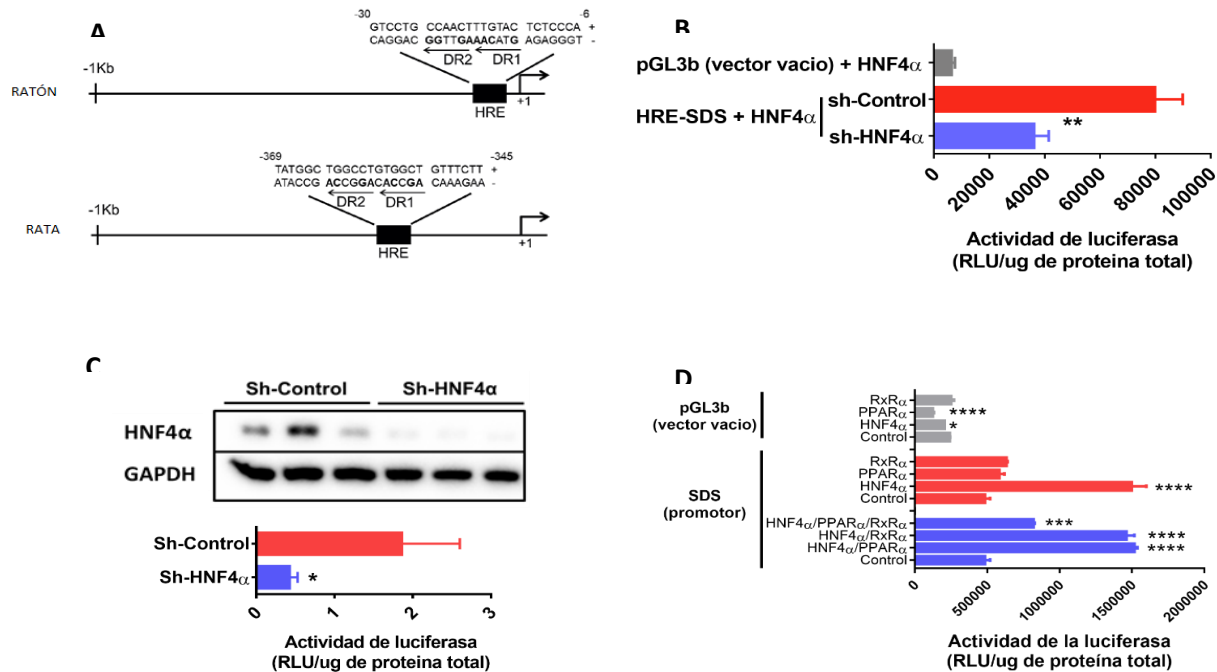 A
-30 -6
GTCCTG CCAACTTTGTAC TCTCCCA +
CAGGAC GGTTGAAACATG AGAGGGT -
DR2 DR1
-1Kb
RATÓN
HRE
+1
-369 -345
TATGGC TGGCCTGTGGCT GTTTCTT +
ATACCG ACCGGACACCGA CAAAGAA -
DR2 DR1
-1Kb
RATA
HRE
+1
B
pGL3b (vector vacio) + HNF4α
HRE-SDS + HNF4α
sh-Control
sh-HNF4α
**
0 20000 40000 60000 80000 100000
Actividad de luciferasa
(RLU/ug de proteina total)
C
Sh-Control Sh-HNF4α
HNF4α
GAPDH
Sh-Control
Sh-HNF4α *
0 1 2 3
Actividad de luciferasa
(RLU/ug de proteina total)
D
pGL3b
(vector vacio)
RxRα
PPARα ****
HNF4α *
Control
SDS
(promotor)
RxRα
PPARα
HNF4α ****
Control
HNF4α/PPARα/RxRα ***
HNF4α/RxRα ****
HNF4α/PPARα ****
Control
0 500000 1000000 1500000 2000000
Actividad de la luciferasa
(RLU/ug de proteína total)